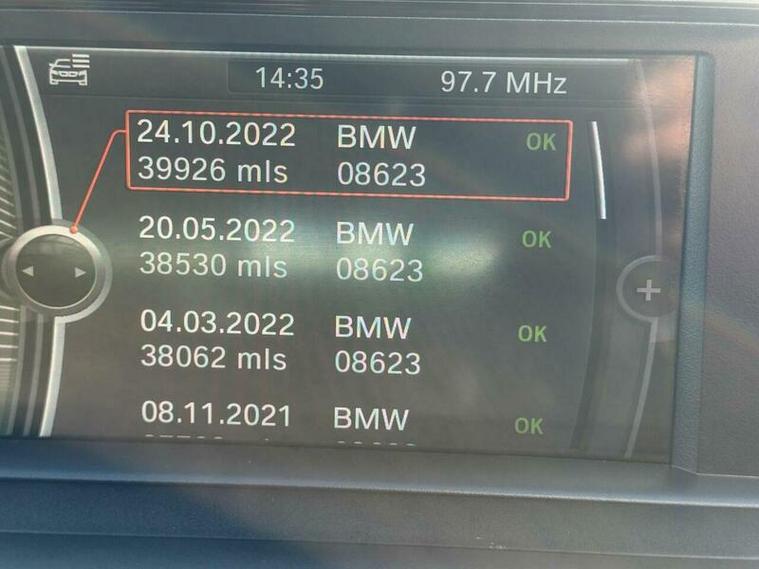 14:35 97.7 MHz
24.10.2022 BMW OK
39926 mls 08623
20.05.2022 BMW OK
38530 mls 08623
04.03.2022 BMW OK
38062 mls 08623
08.11.2021 BMW OK